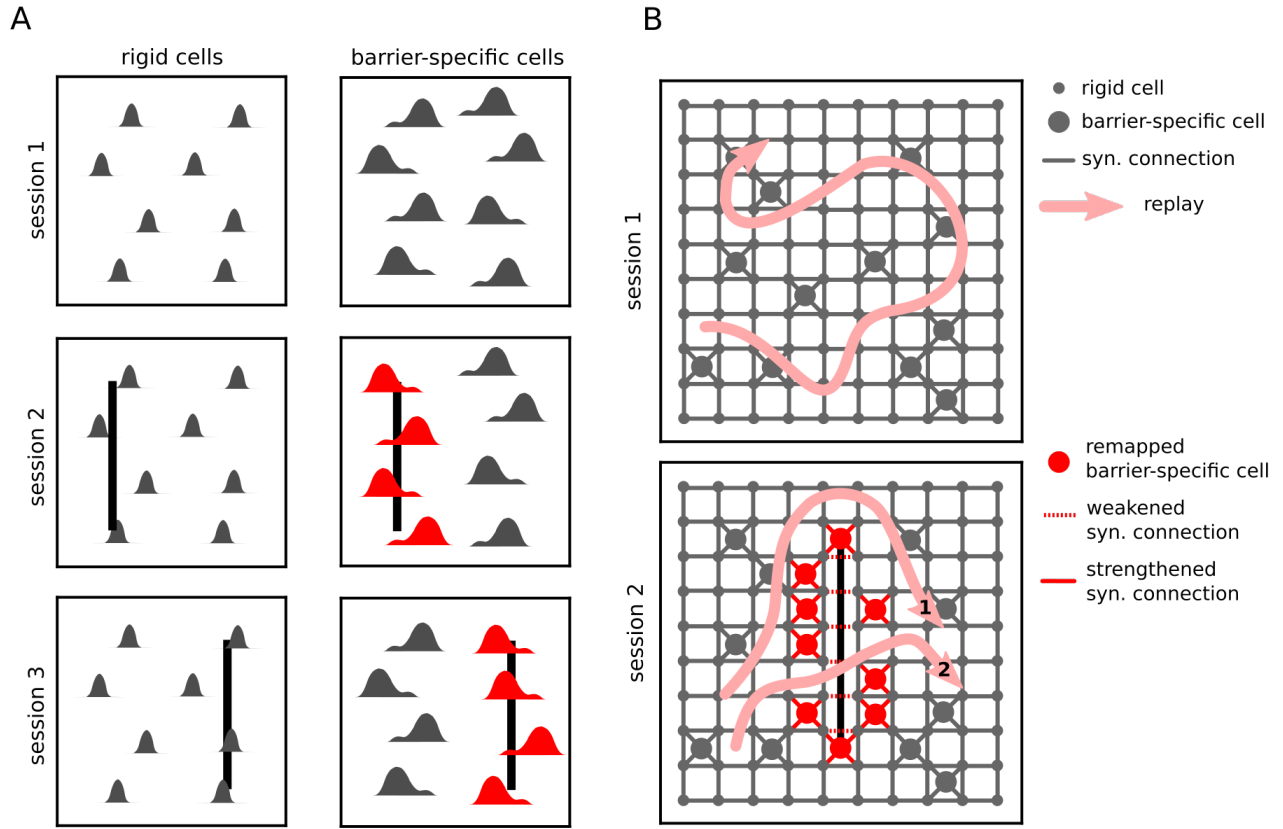 A
rigid cells
barrier-specific cells
session 1
session 2
session 3
B
session 1
rigid cell
barrier-specific cell
syn. connection
replay
session 2
1
2
remapped
barrier-specific cell
weakened
syn. connection
strengthened
syn. connection